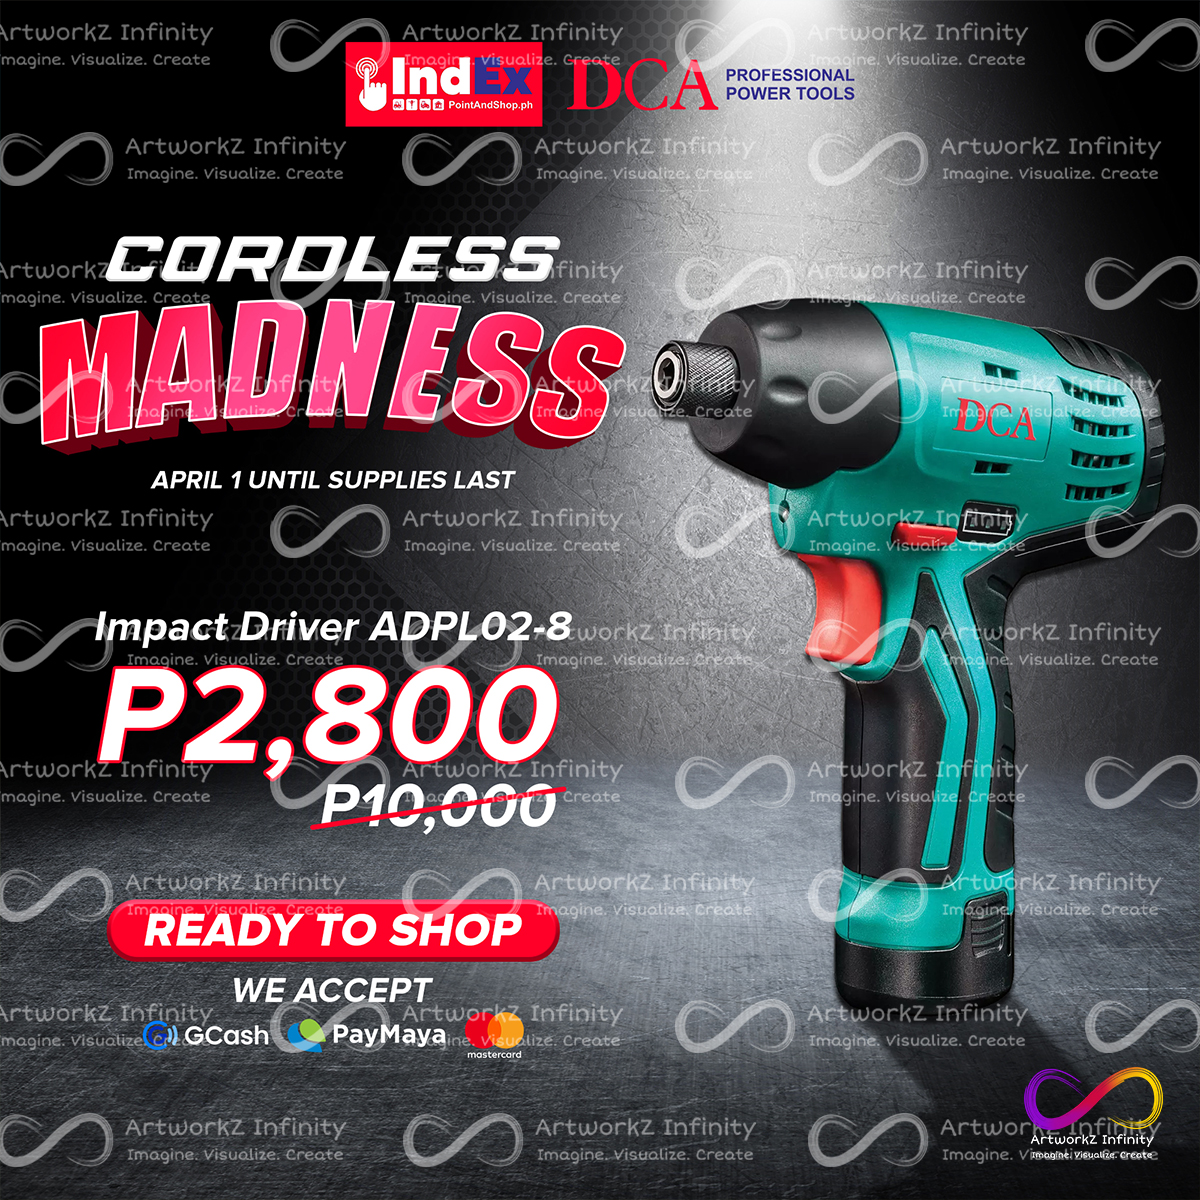 IndEx
PointAndShop.ph
DCA
PROFESSIONAL
POWER TOOLS
CORDLESS
MADNESS
APRIL 1 UNTIL SUPPLIES LAST
DCA
Impact Driver ADPL02-8
P2,800
P10,000
READY TO SHOP
WE ACCEPT
GCash PayMaya mastercard
ArtworkZ Infinity
Imagine. Visualize. Create